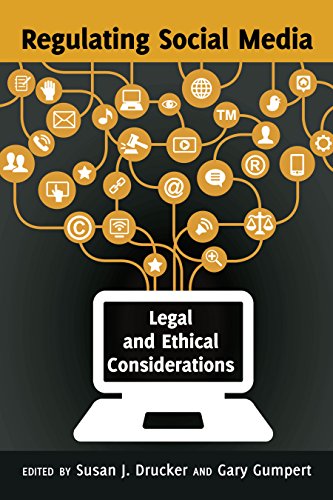 Regulating Social Media
TM
®
@
©
Legal
and Ethical
Considerations
EDITED BY Susan J. Drucker AND Gary Gumpert